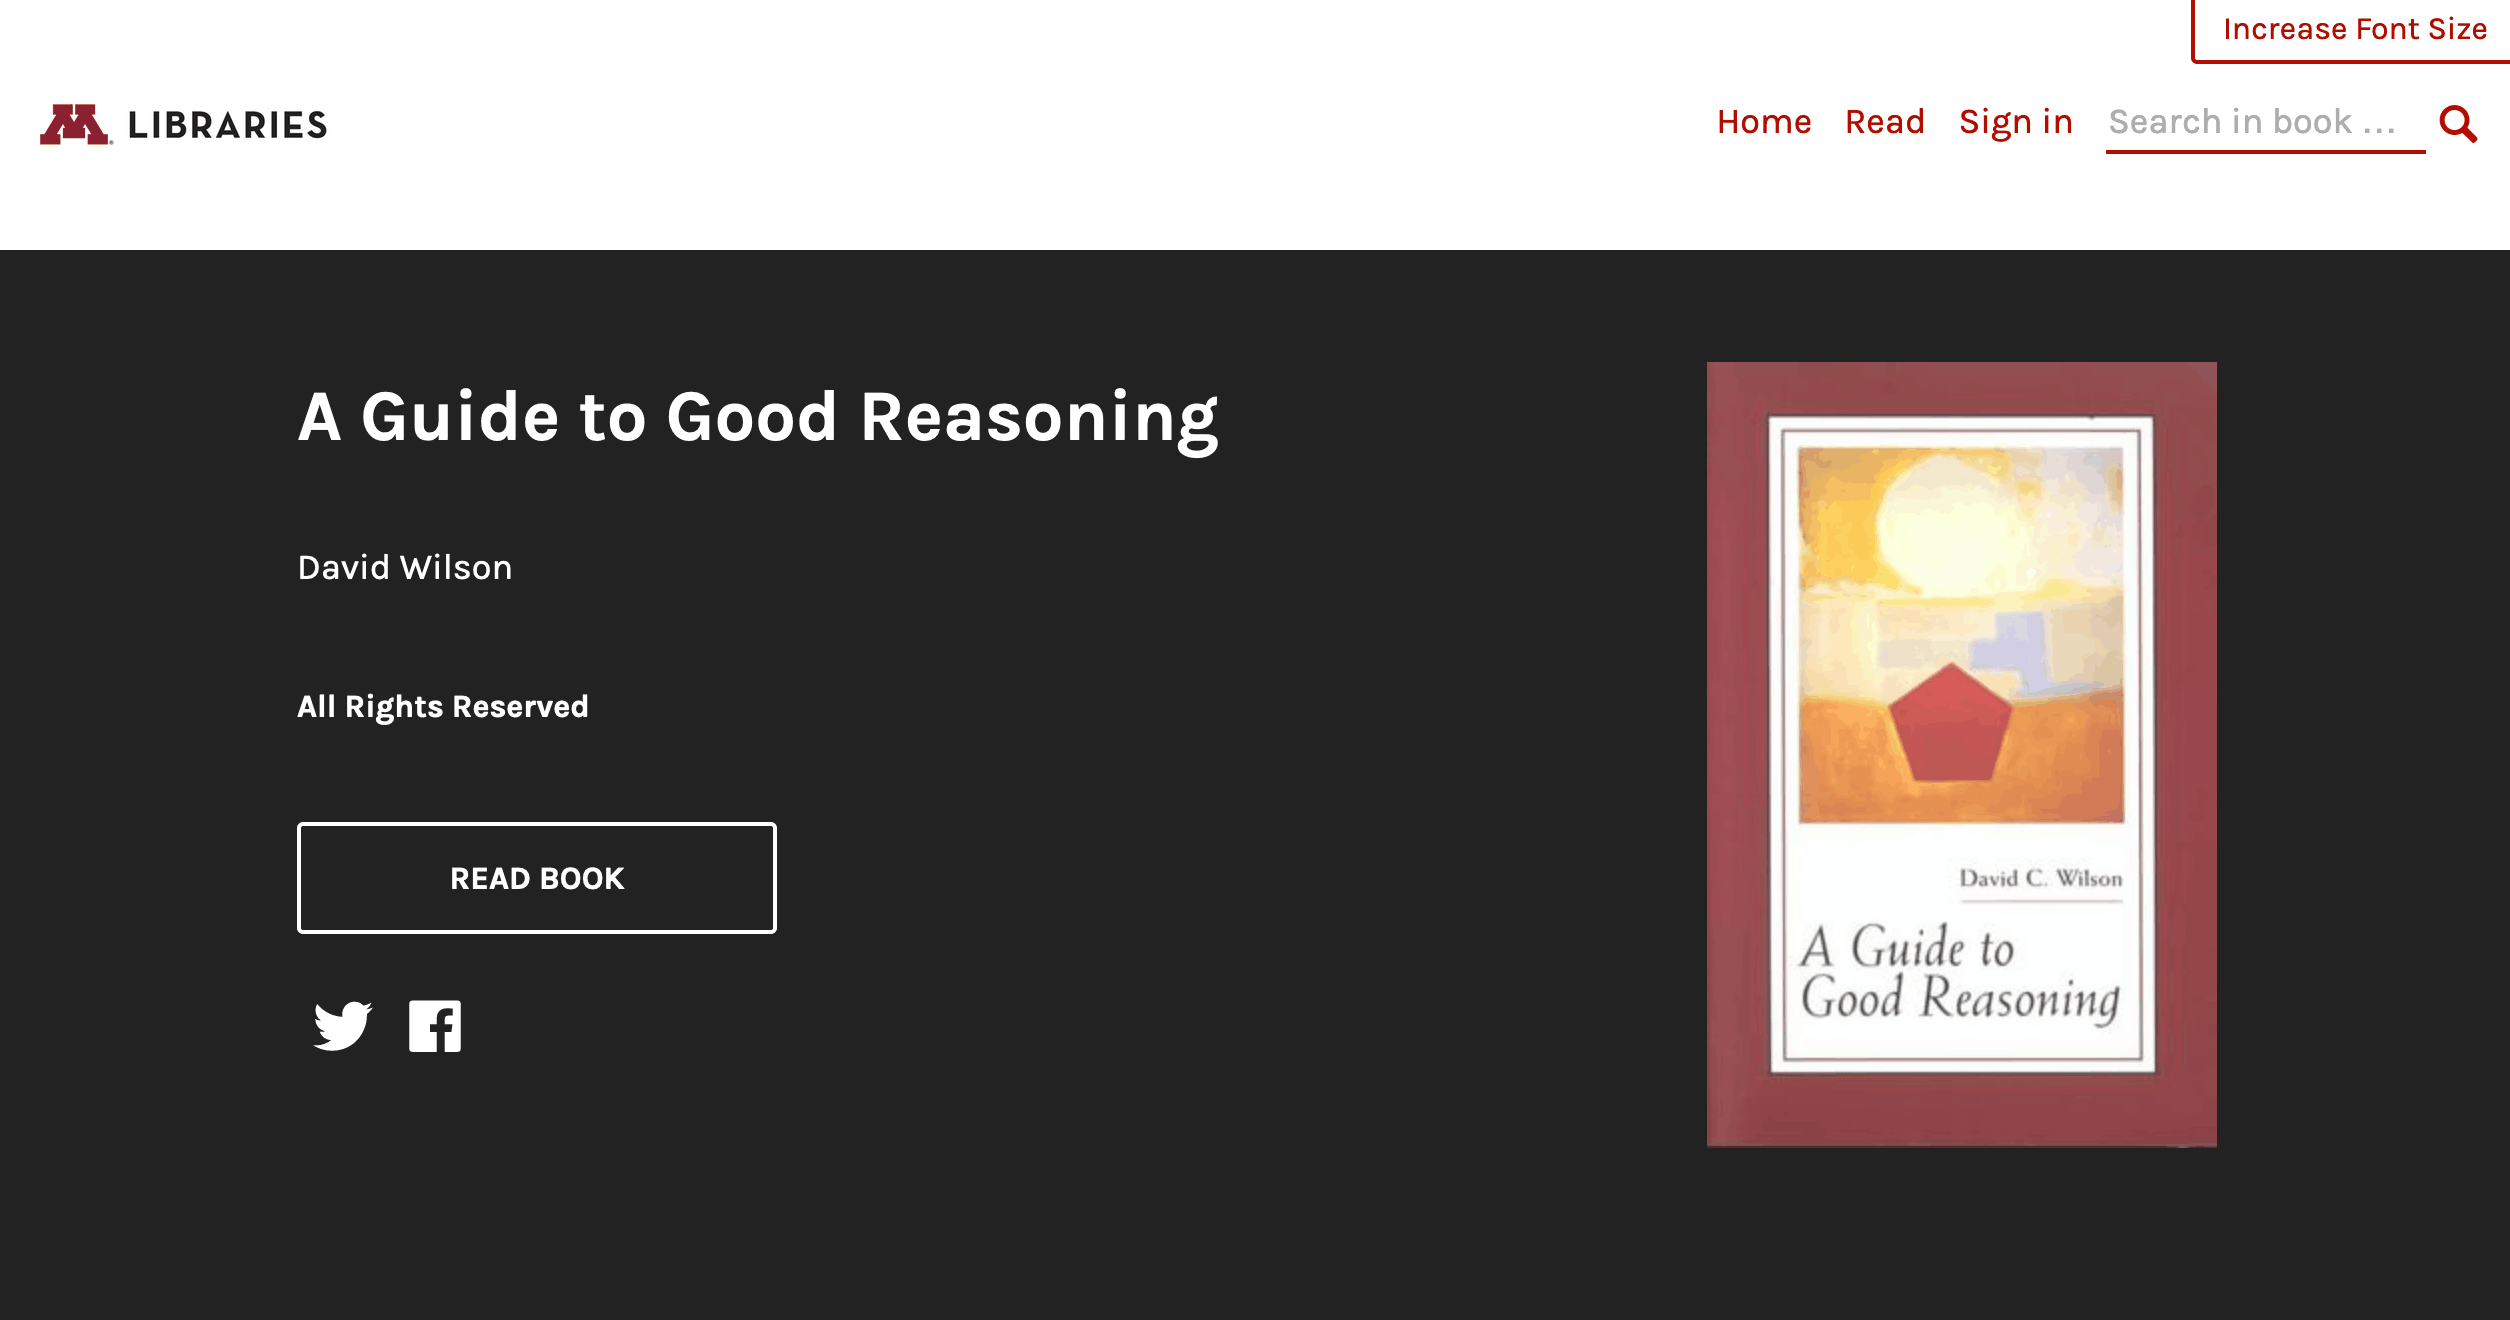 Increase Font Size
LIBRARIES
Home Read Sign in Search in book …
A Guide to Good Reasoning
David Wilson
All Rights Reserved
READ BOOK
David C. Wilson
A Guide to
Good Reasoning